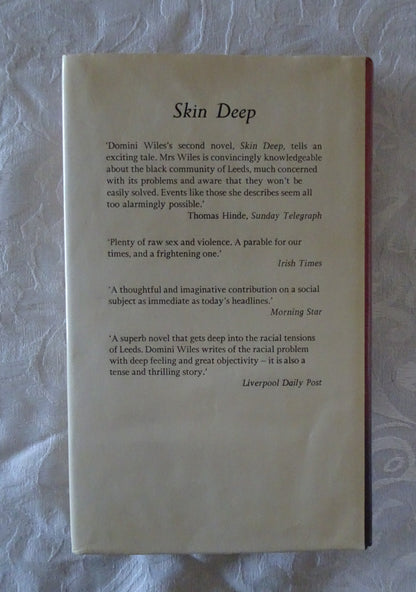 Skin Deep
‘Domini Wiles’s second novel, Skin Deep, tells an
exciting tale. Mrs Wiles is convincingly knowledgeable
about the black community of Leeds, much concerned
with its problems and aware that they won’t be
easily solved. Events like those she describes seem all
too alarmingly possible.’
Thomas Hinde, Sunday Telegraph
‘Plenty of raw sex and violence. A parable for our
times, and a frightening one.’
Irish Times
‘A thoughtful and imaginative contribution on a social
subject as immediate as today’s headlines.’
Morning Star
‘A superb novel that gets deep into the racial tensions
of Leeds. Domini Wiles writes of the racial problem
with deep feeling and great objectivity – it is also a
tense and thrilling story.’
Liverpool Daily Post